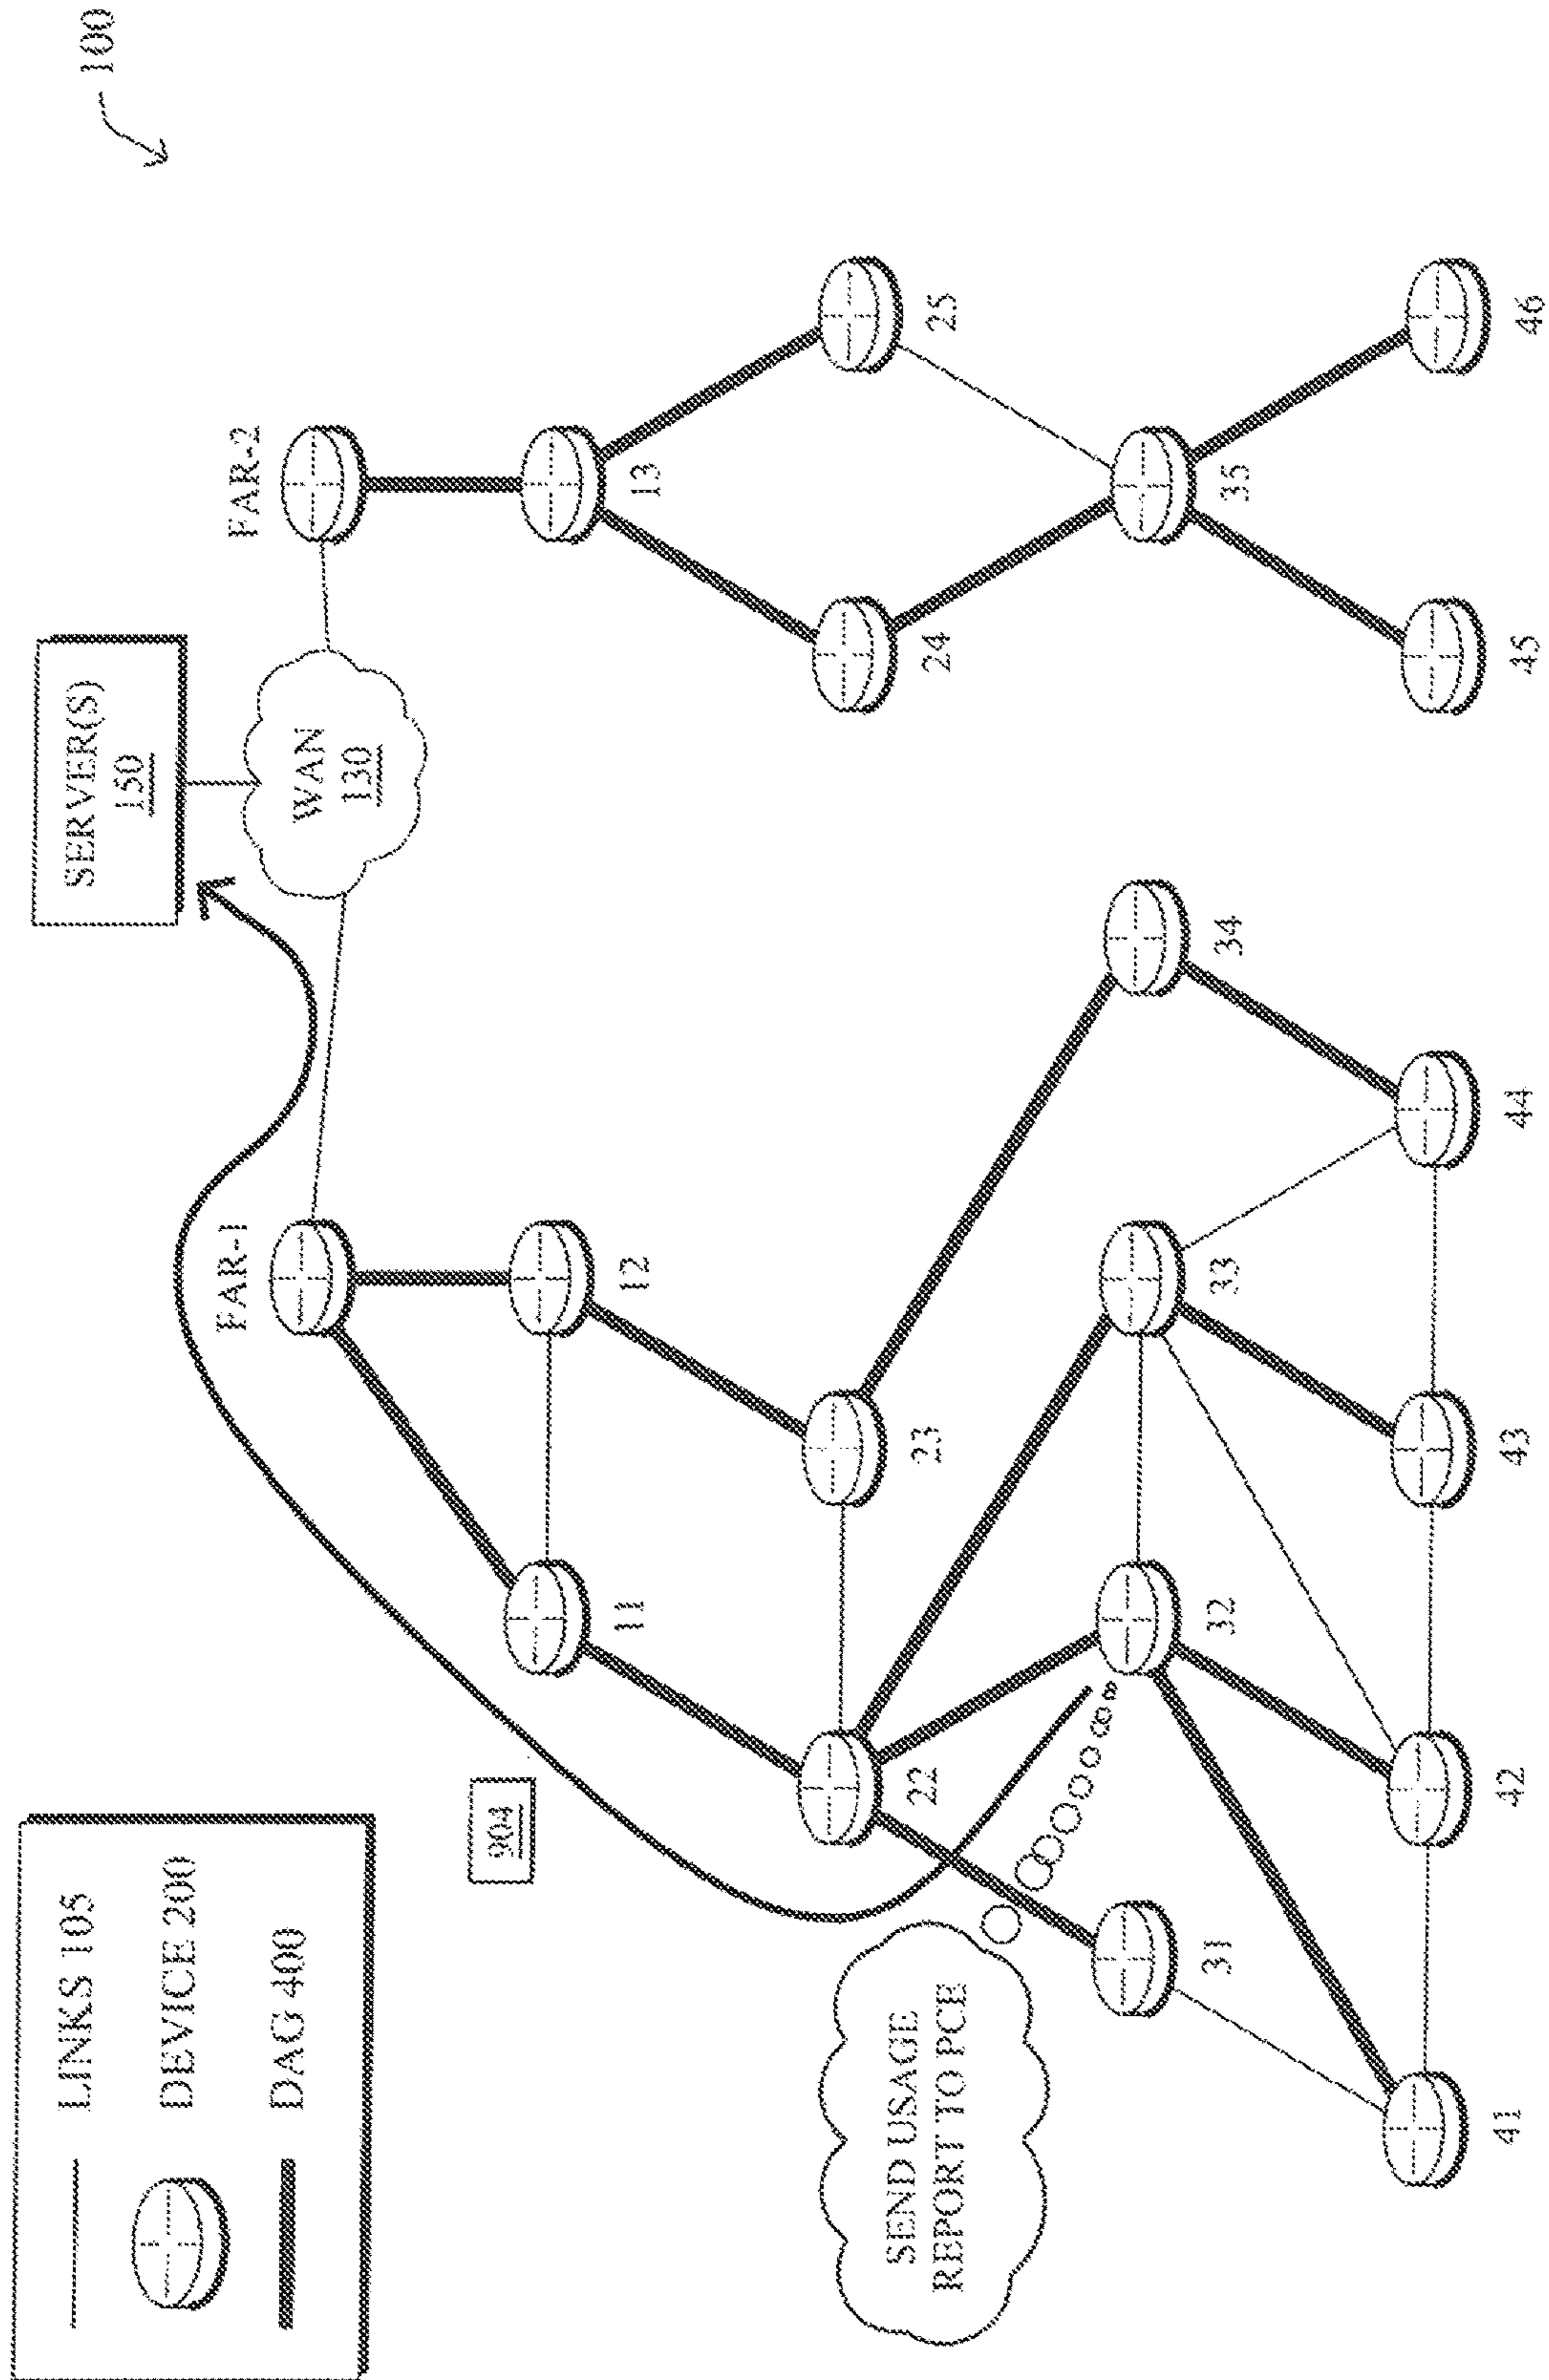 100
LINKS 105
DEVICE 200
DAG 400
SERVER(S)
150
WAN
130
FAR-1
FAR-2
904
11
12
13
22
23
24
25
SEND USAGE
REPORT TO PCE
31
32
33
34
35
41
42
43
44
45
46